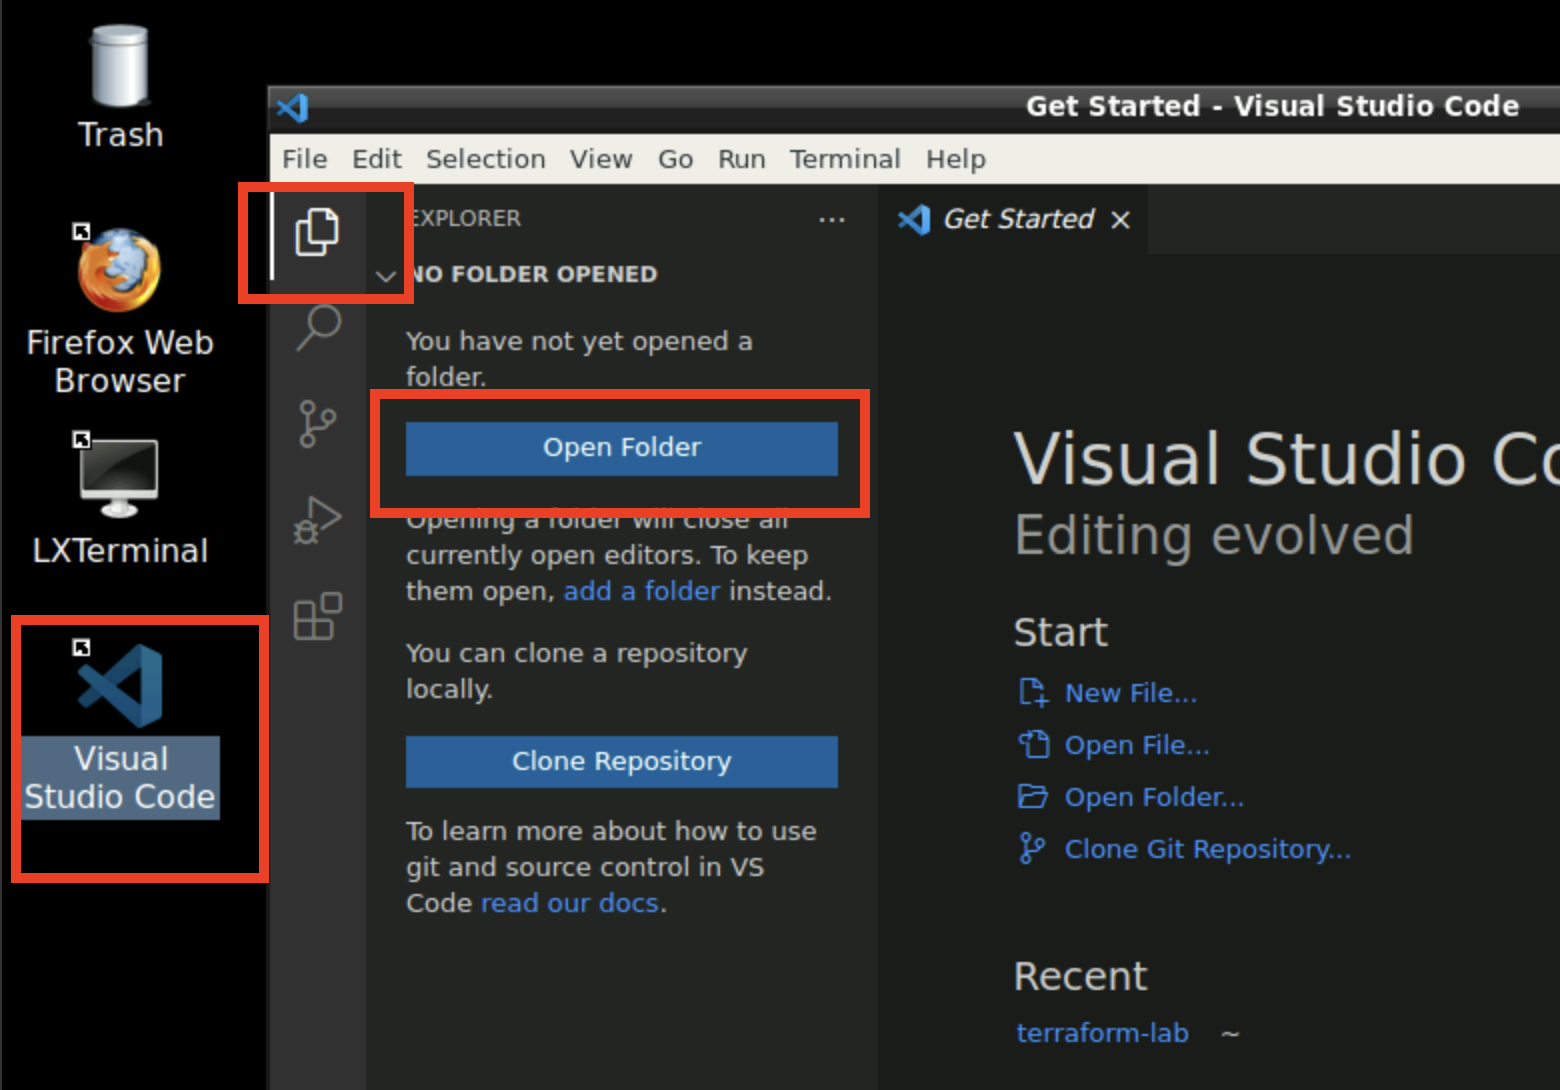 Trash
Firefox Web
Browser
LXTerminal
Visual
Studio Code
Get Started - Visual Studio Code
File Edit Selection View Go Run Terminal Help
EXPLORER ...
NO FOLDER OPENED
You have not yet opened a
folder.
Open Folder
Opening a folder will close all
currently open editors. To keep
them open, add a folder instead.
You can clone a repository
locally.
Clone Repository
To learn more about how to use
git and source control in VS
Code read our docs.
Get Started
Visual Studio Co
Editing evolved
Start
New File...
Open File...
Open Folder...
Clone Git Repository...
Recent
terraform-lab ~